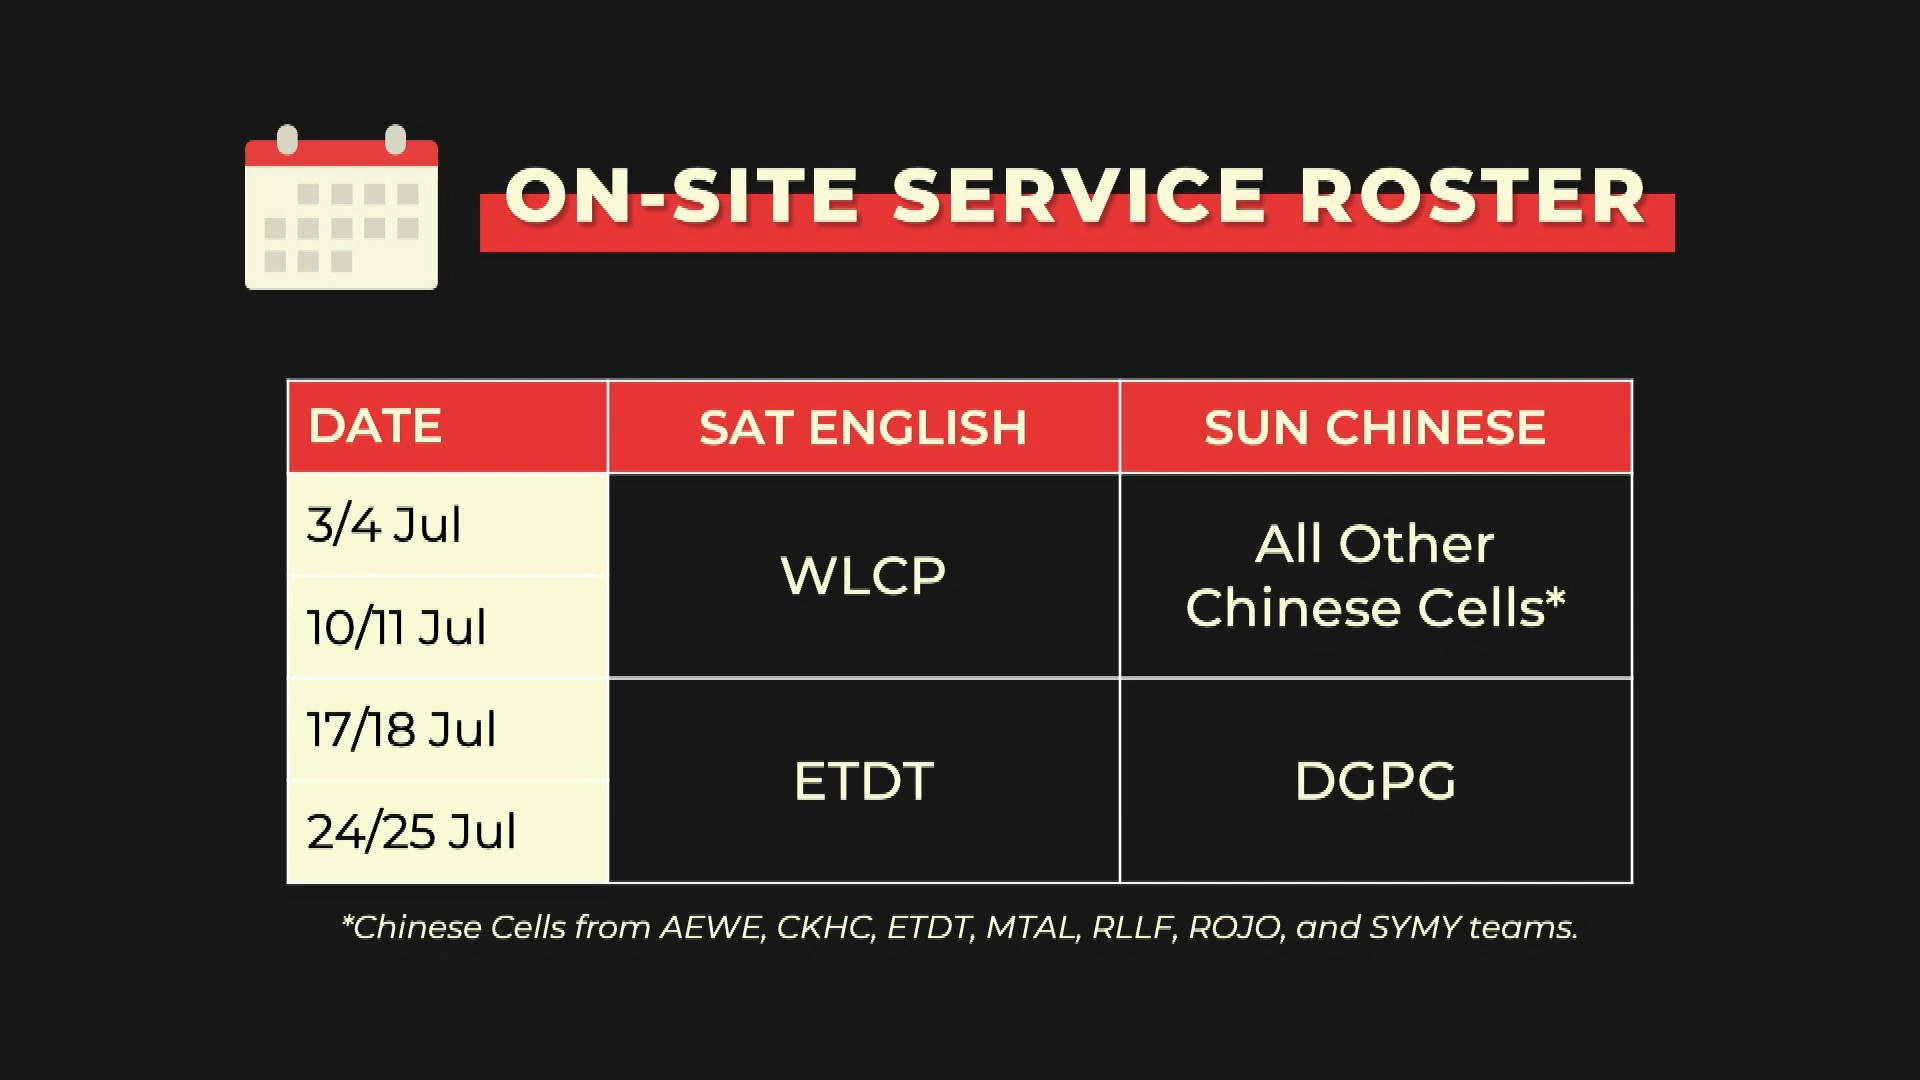 ON-SITE SERVICE ROSTER
DATE SAT ENGLISH SUN CHINESE
3/4 Jul
10/11 Jul
WLCP
All Other
Chinese Cells*
17/18 Jul
24/25 Jul
ETDT
DGPG
*Chinese Cells from AEWE, CKHC, ETDT, MTAL, RLLF, ROJO, and SYMY teams.